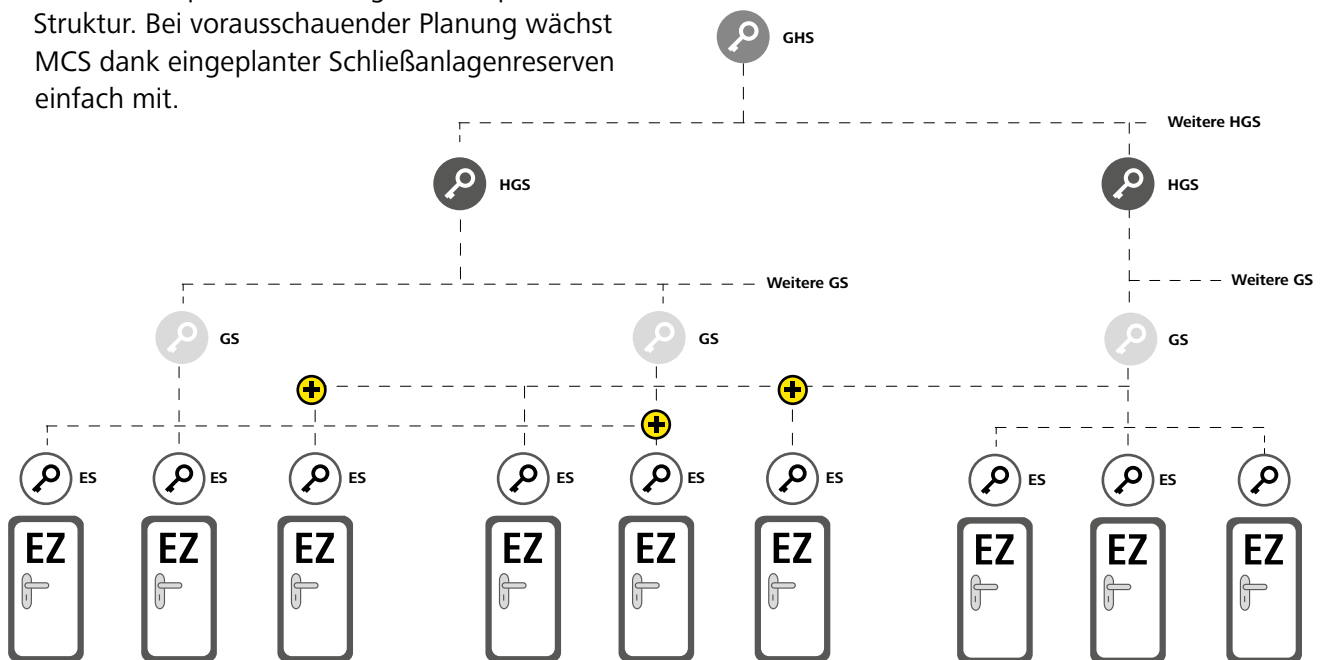 Struktur. Bei vorausschauender Planung wächst
MCS dank eingeplanter Schließanlagenreserven
einfach mit.
GHS
Weitere HGS
HGS
HGS
Weitere GS
Weitere GS
GS
GS
GS
ES
ES
ES
ES
ES
ES
ES
ES
EZ
EZ
EZ
EZ
EZ
EZ
EZ
EZ
EZ